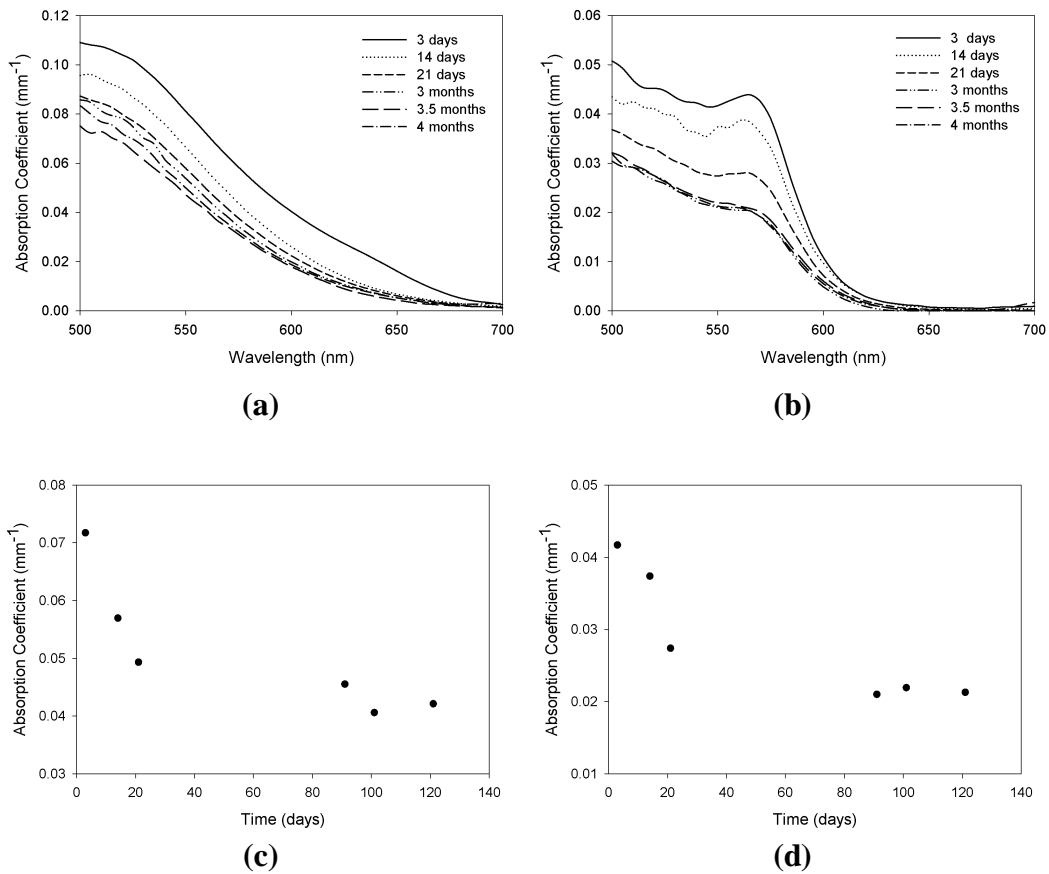 0.12
0.10
0.08
0.06
0.04
0.02
0.00
Absorption Coefficient (mm-1)
500 550 600 650 700
Wavelength (nm)
3 days
14 days
21 days
3 months
3.5 months
4 months
(a)
0.06
0.05
0.04
0.03
0.02
0.01
0.00
Absorption Coefficient (mm-1)
500 550 600 650 700
Wavelength (nm)
3 days
14 days
21 days
3 months
3.5 months
4 months
(b)
0.08
0.07
0.06
0.05
0.04
0.03
Absorption Coefficient (mm-1)
0 20 40 60 80 100 120 140
Time (days)
(c)
0.05
0.04
0.03
0.02
0.01
Absorption Coefficient (mm-1)
0 20 40 60 80 100 120 140
Time (days)
(d)